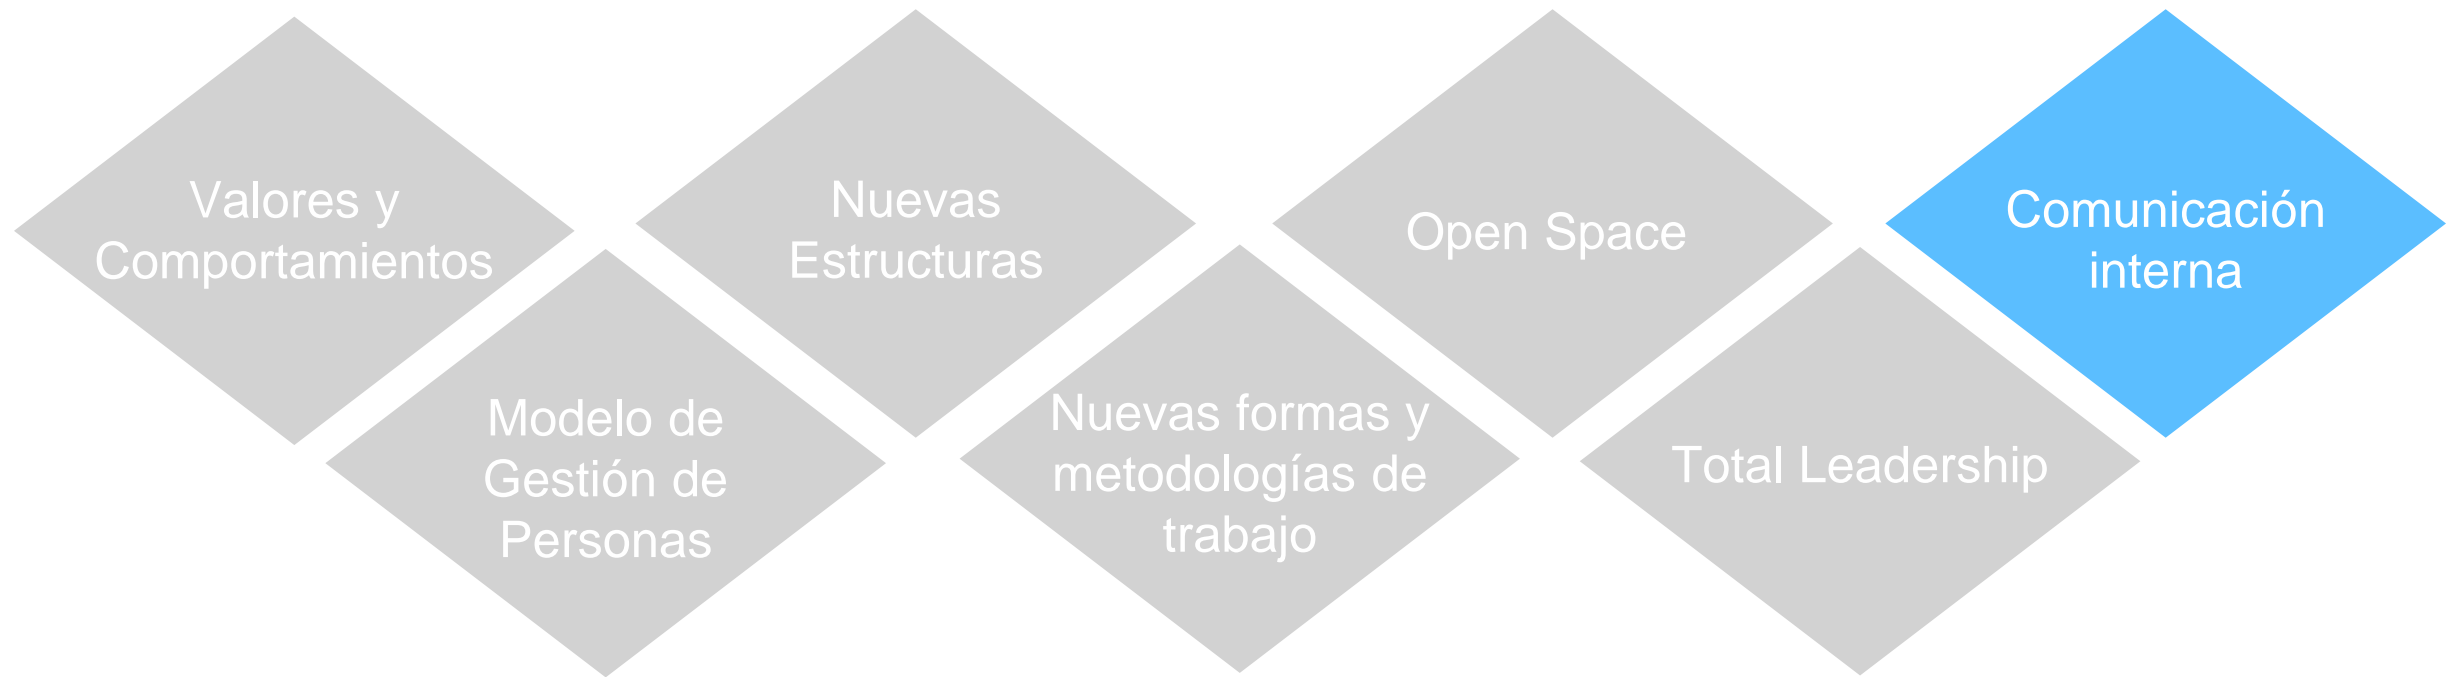 Valores y
Comportamientos
Modelo de
Gestión de
Personas
Nuevas
Estructuras
Nuevas formas y
metodologías de
trabajo
Open Space
Total Leadership
Comunicación
interna